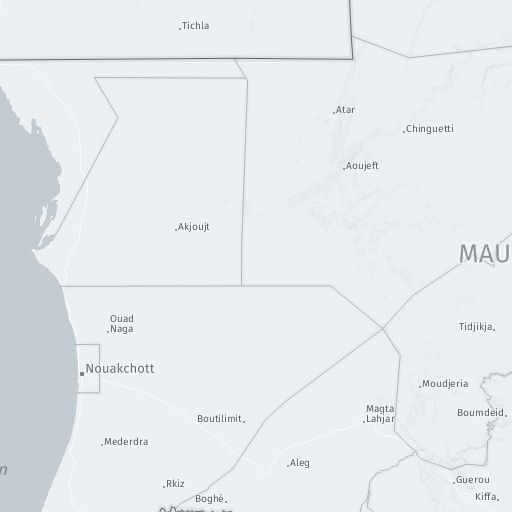 Tichla
Atar
Chinguetti
Aoujeft
Akjoujt
MAU
Ouad
Naga
Tidjikja
Nouakchott
Moudjeria
Magta
Lahjar
Boumdeid
Boutilimit
Mederdra
Aleg
Rkiz
Guerou
Boghé
Kiffa
n